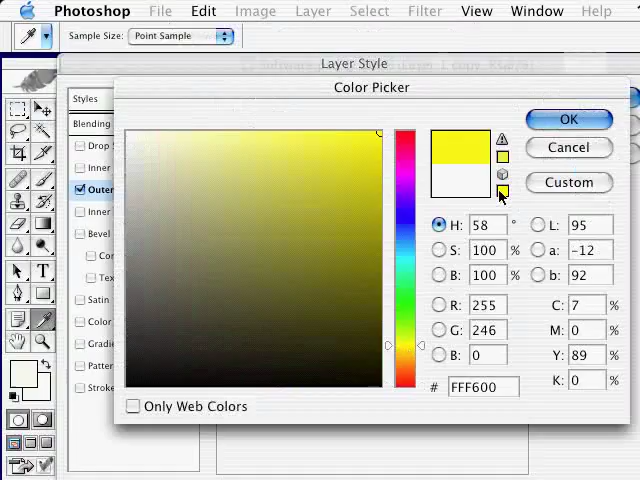 Photoshop File Edit Image Layer Select Filter View Window Help
Sample Size: Point Sample
Layer Style
Color Picker
Styles
Blending
Drop S
Inner
Outer
Inner
Bevel
Con
Tex
Satin
Color
Gradie
Patter
Stroke
OK
Cancel
Custom
H: 58 °
S: 100 %
B: 100 %
R: 255
G: 246
B: 0
# FFF600
L: 95
a: -12
b: 92
C: 7 %
M: 0 %
Y: 89 %
K: 0 %
Only Web Colors